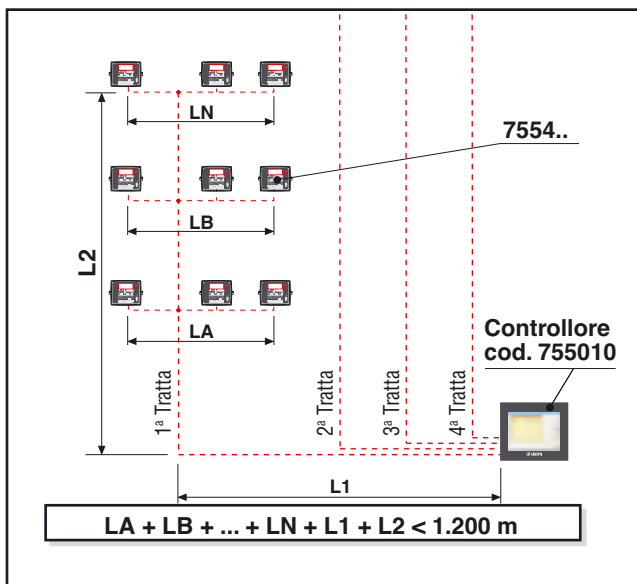 LN
7554..
LB
L2
LA
Controllore
cod. 755010
1ª Tratta
2ª Tratta
3ª Tratta
4ª Tratta
L1
LA + LB + ... + LN + L1 + L2 < 1.200 m